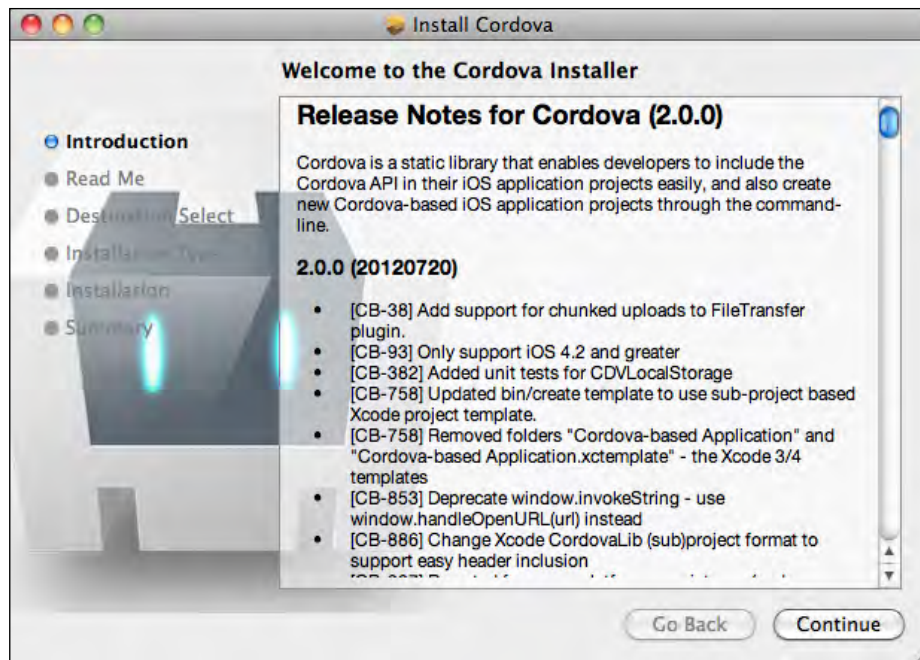 Install Cordova
Welcome to the Cordova Installer
Introduction
Read Me
Destination Select
Installation Type
Installation
Summary
Release Notes for Cordova (2.0.0)
Cordova is a static library that enables developers to include the
Cordova API in their iOS application projects easily, and also create
new Cordova-based iOS application projects through the command-
line.
2.0.0 (20120720)
• [CB-38] Add support for chunked uploads to FileTransfer
plugin.
• [CB-93] Only support iOS 4.2 and greater
• [CB-382] Added unit tests for CDVLocalStorage
• [CB-758] Updated bin/create template to use sub-project based
Xcode project template.
• [CB-758] Removed folders "Cordova-based Application" and
"Cordova-based Application.xctemplate" - the Xcode 3/4
templates
• [CB-853] Deprecate window.invokeString - use
window.handleOpenURL(url) instead
• [CB-886] Change Xcode CordovaLib (sub)project format to
support easy header inclusion
Go Back
Continue